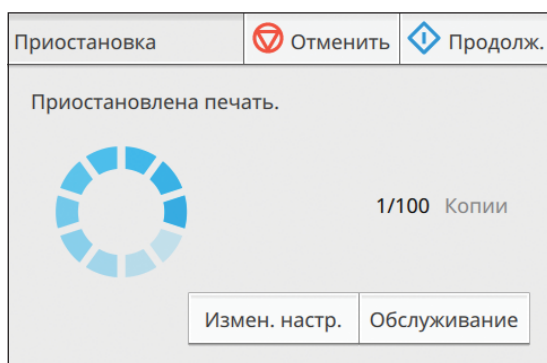 Приостановка Отменить Продолж.
Приостановлена печать.
1/100 Копии
Измен. настр. Обслуживание